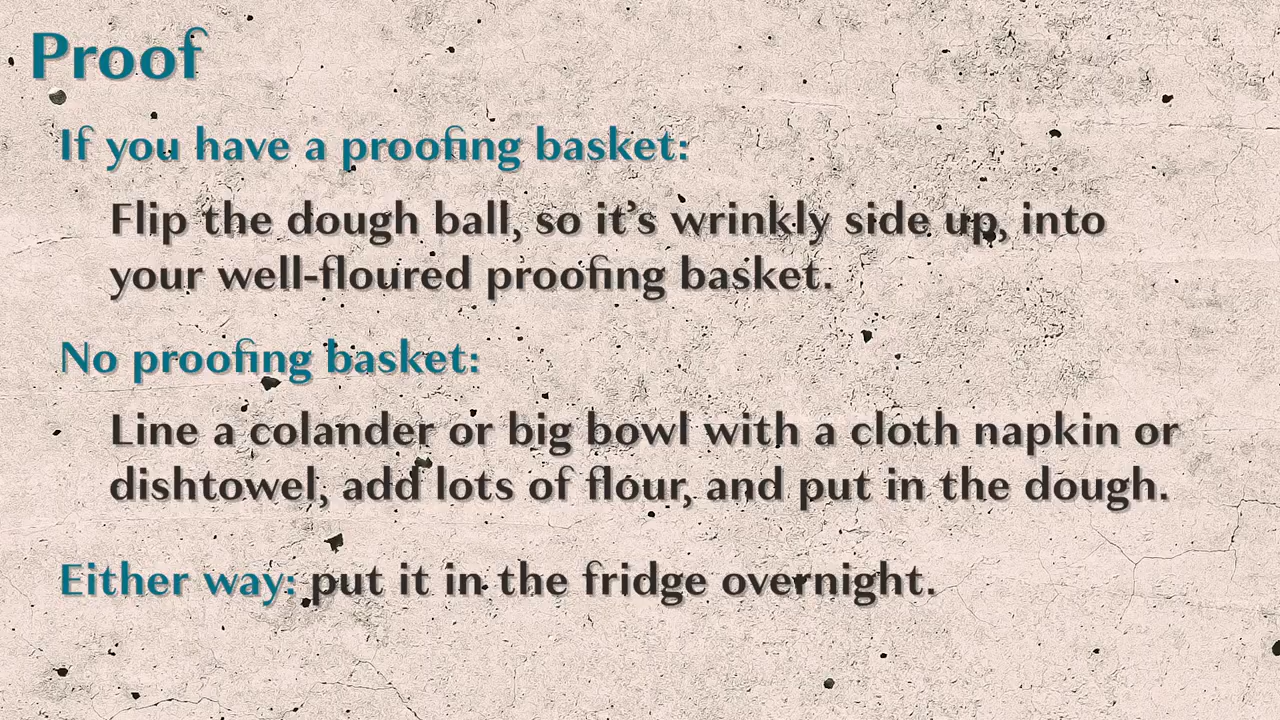 Proof
If you have a proofing basket:
Flip the dough ball, so it’s wrinkly side up, into
your well-floured proofing basket.
No proofing basket:
Line a colander or big bowl with a cloth napkin or
dishtowel, add lots of flour, and put in the dough.
Either way: put it in the fridge overnight.